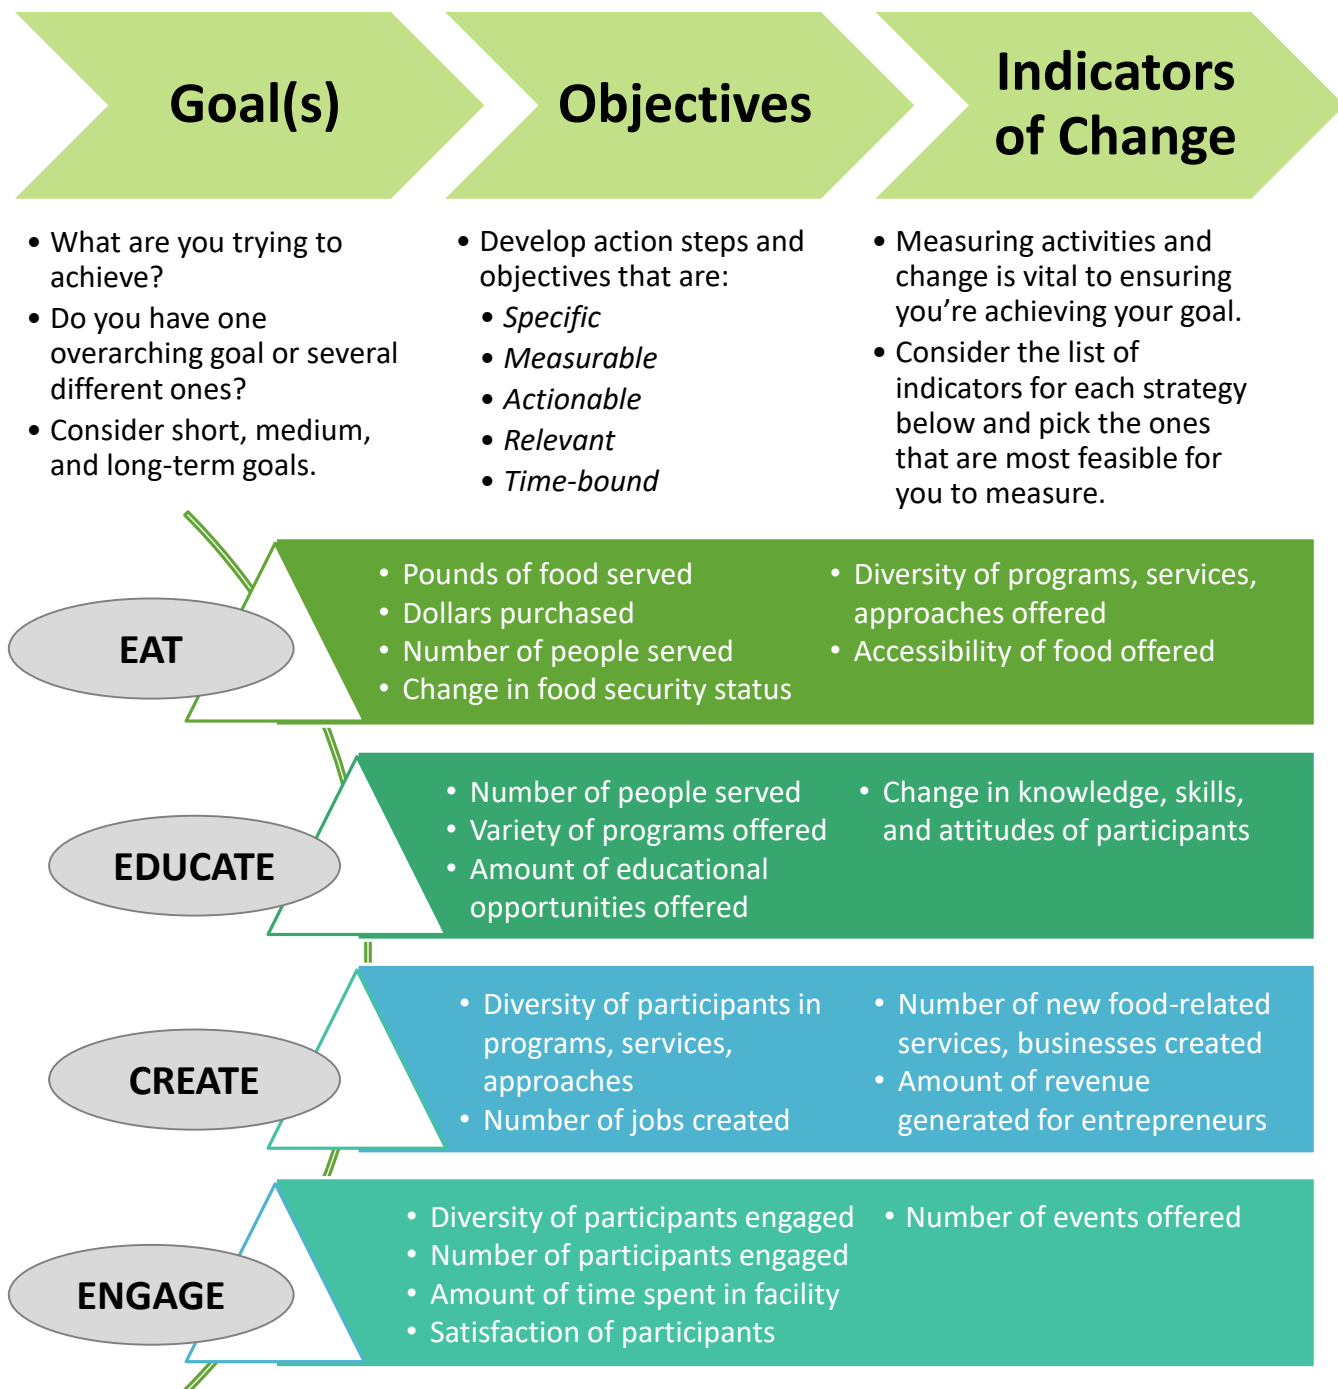 Goal(s)
Objectives
Indicators
of Change
• What are you trying to
achieve?
• Do you have one
overarching goal or several
different ones?
• Consider short, medium,
and long-term goals.
• Develop action steps and
objectives that are:
• Specific
• Measurable
• Actionable
• Relevant
• Time-bound
• Measuring activities and
change is vital to ensuring
you’re achieving your goal.
• Consider the list of
indicators for each strategy
below and pick the ones
that are most feasible for
you to measure.
EAT
• Pounds of food served
• Dollars purchased
• Number of people served
• Change in food security status
• Diversity of programs, services,
approaches offered
• Accessibility of food offered
EDUCATE
• Number of people served
• Variety of programs offered
• Amount of educational
opportunities offered
• Change in knowledge, skills,
and attitudes of participants
CREATE
• Diversity of participants in
programs, services,
approaches
• Number of jobs created
• Number of new food-related
services, businesses created
• Amount of revenue
generated for entrepreneurs
ENGAGE
• Diversity of participants engaged
• Number of participants engaged
• Amount of time spent in facility
• Satisfaction of participants
• Number of events offered